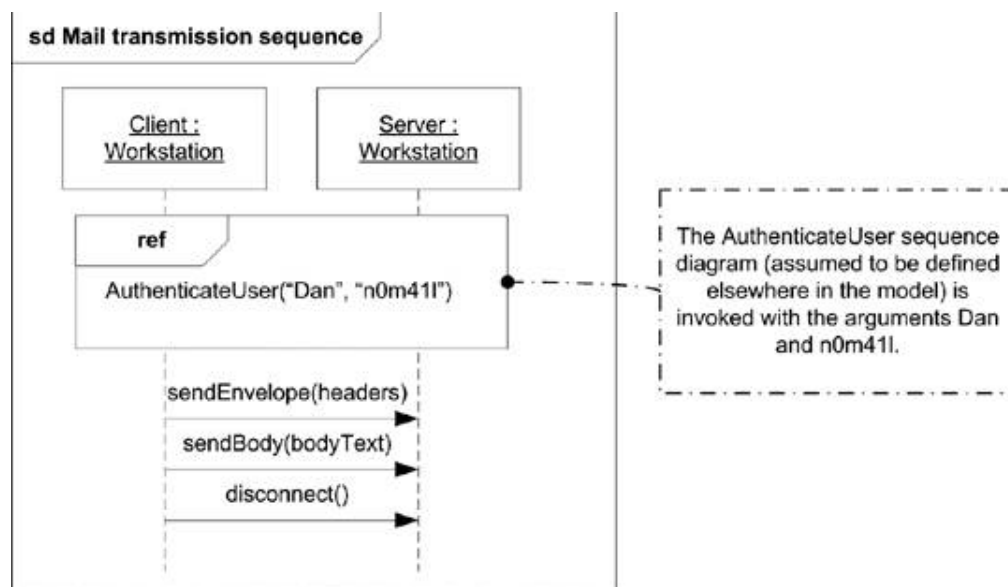 sd Mail transmission sequence
Client :
Workstation
Server :
Workstation
ref
AuthenticateUser(“Dan”, “n0m41l”)
The AuthenticateUser sequence
diagram (assumed to be defined
elsewhere in the model) is
invoked with the arguments Dan
and n0m41l.
sendEnvelope(headers)
sendBody(bodyText)
disconnect()